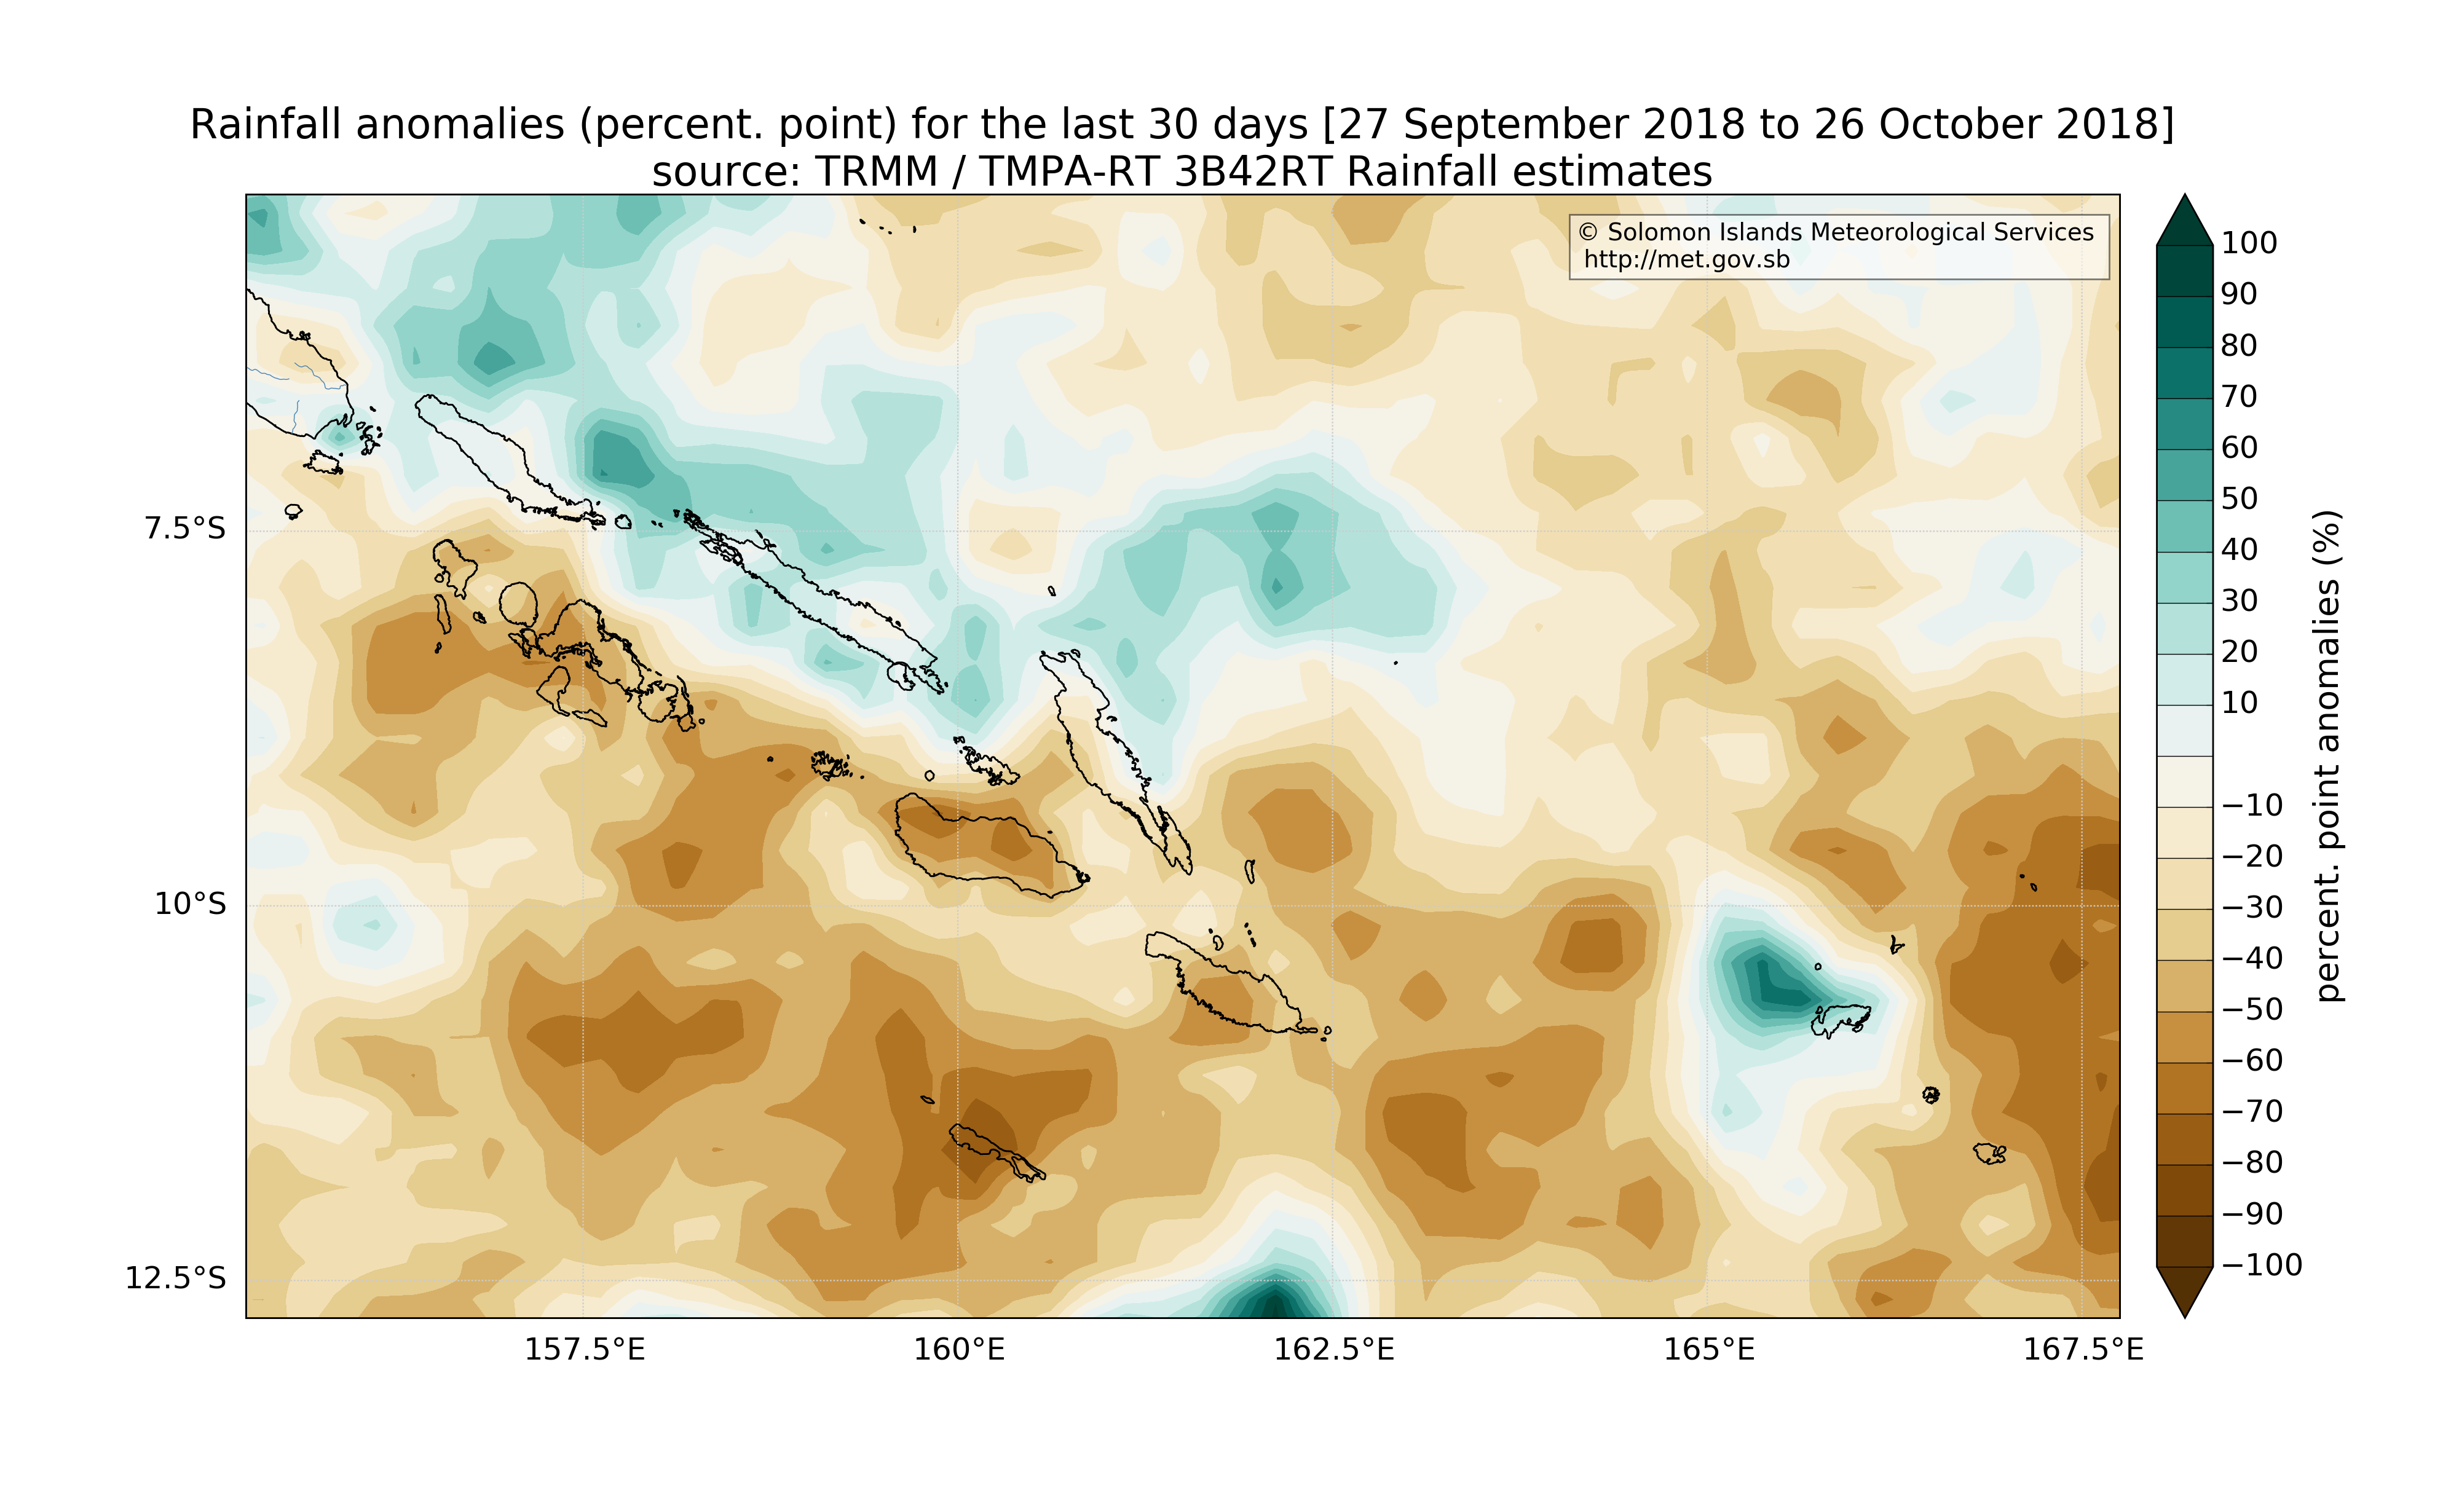 Rainfall anomalies (percent. point) for the last 30 days [27 September 2018 to 26 October 2018]
source: TRMM / TMPA-RT 3B42RT Rainfall estimates
© Solomon Islands Meteorological Services
http://met.gov.sb
7.5°S
10°S
12.5°S
157.5°E
160°E
162.5°E
165°E
167.5°E
100
90
80
70
60
50
40
30
20
10
−10
−20
−30
−40
−50
−60
−70
−80
−90
−100
percent. point anomalies (%)